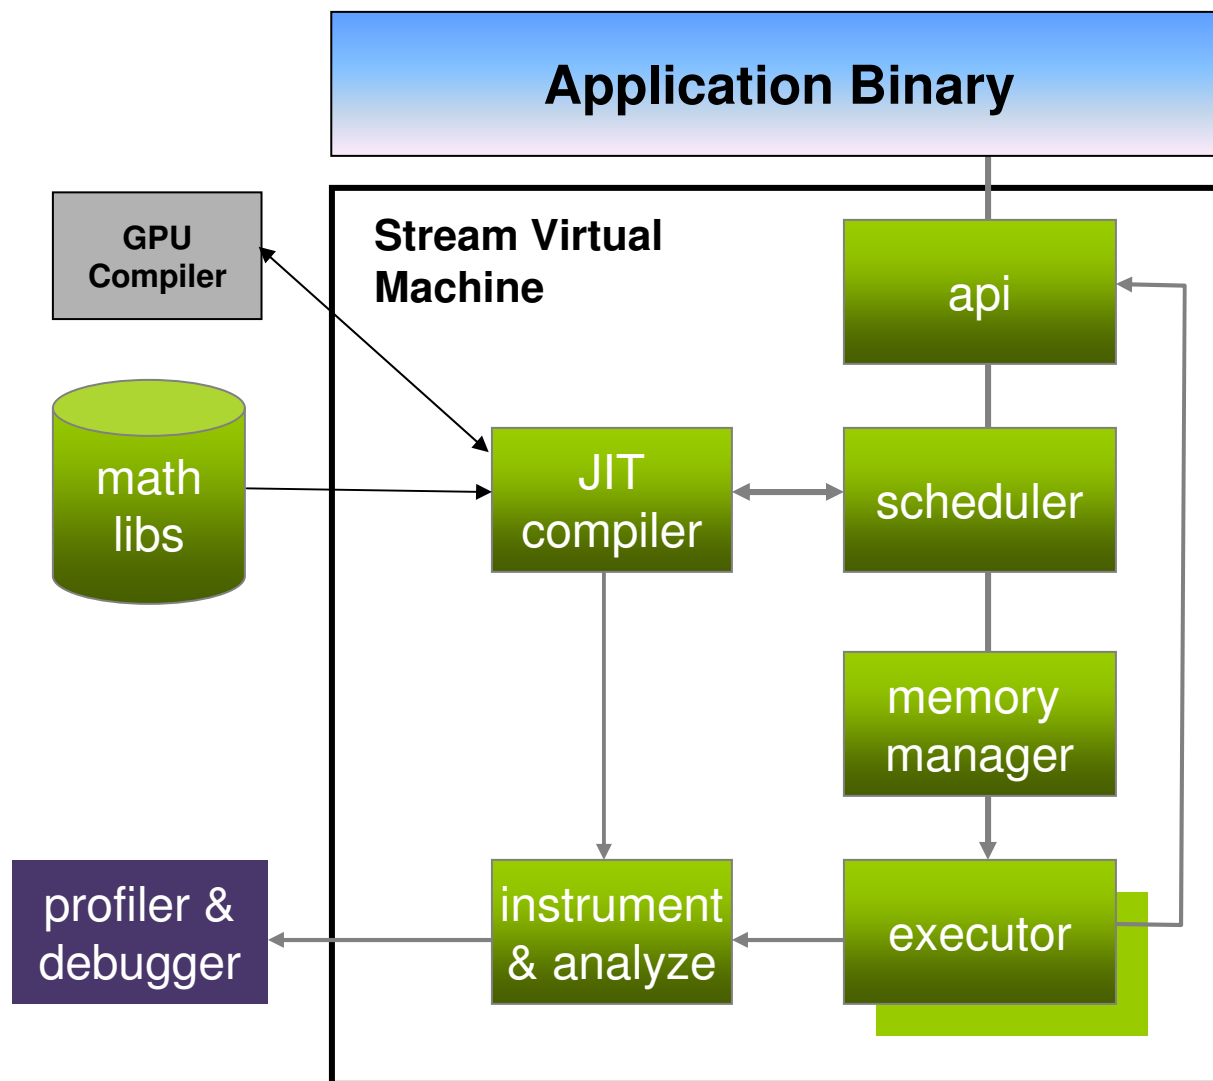 Application Binary
GPU
Compiler
Stream Virtual
Machine
api
math
libs
JIT
compiler
scheduler
memory
manager
profiler &
debugger
instrument
& analyze
executor